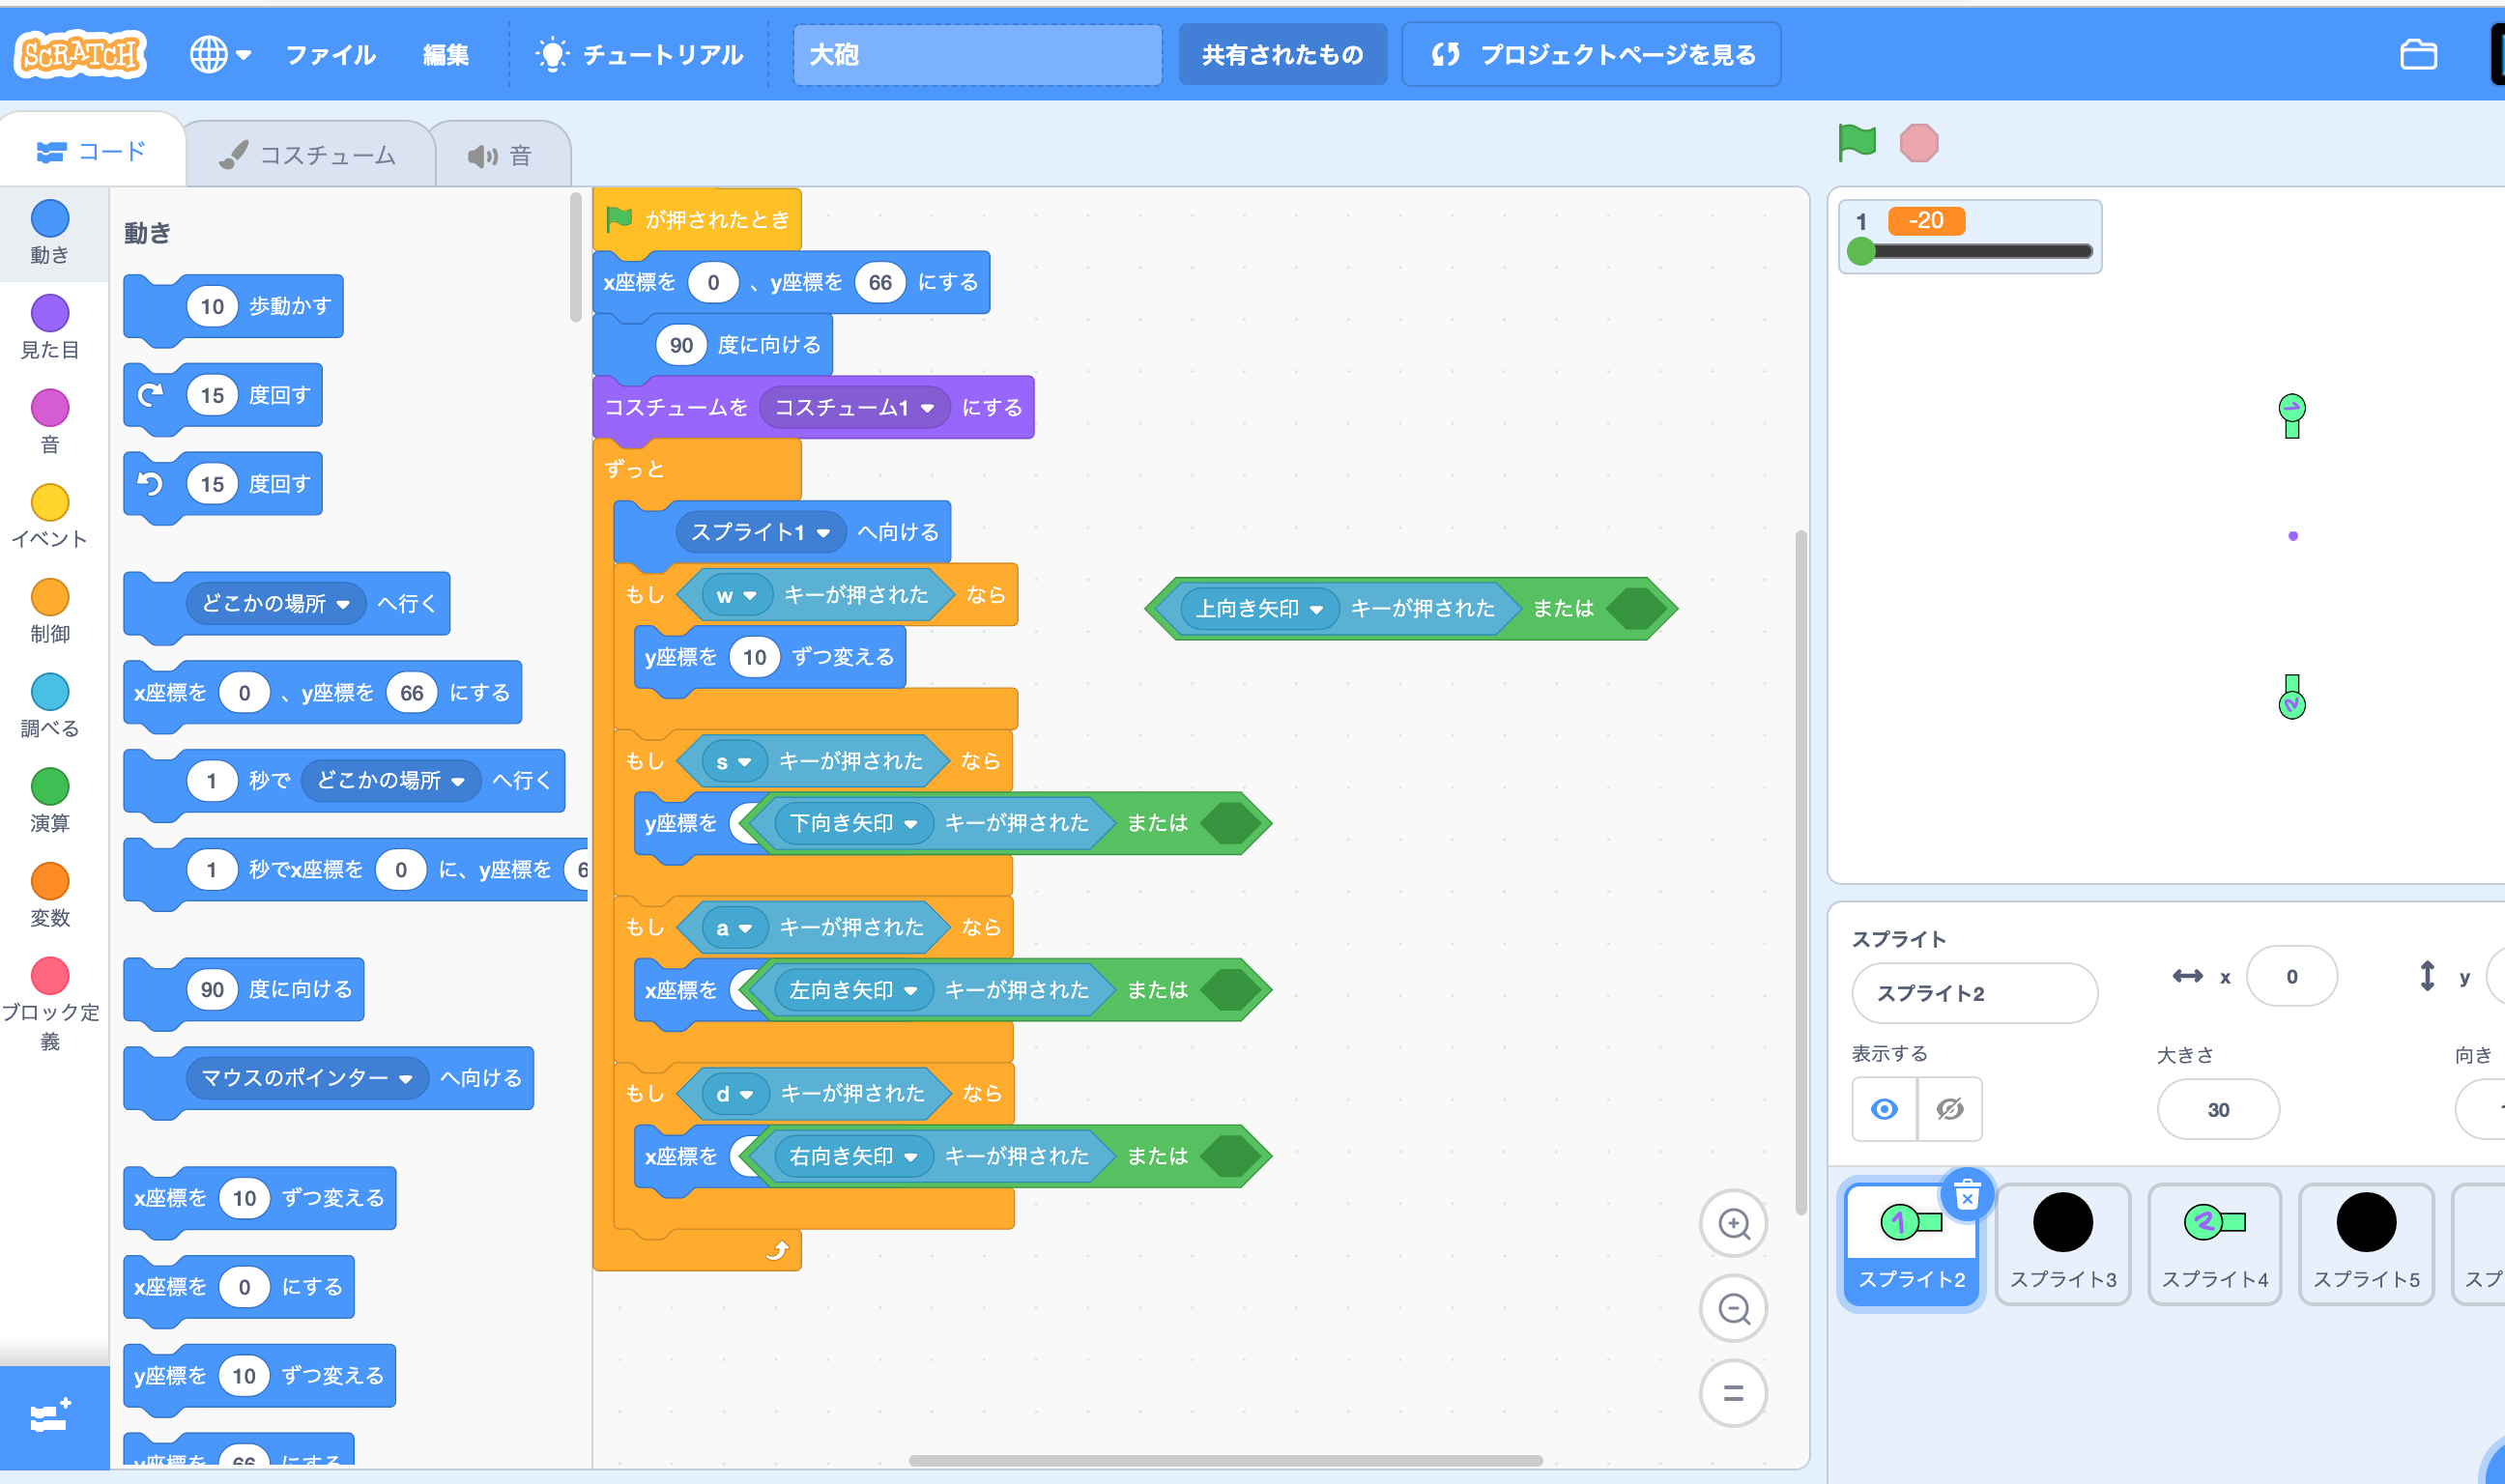 SCRATCH
ファイル
編集
チュートリアル
大砲
共有されたもの
プロジェクトページを見る
コード
コスチューム
音
動き
見た目
音
イベント
制御
調べる
演算
変数
ブロック定
義
動き
10 歩動かす
15 度回す
15 度回す
どこかの場所 へ行く
x座標を 0 、y座標を 66 にする
1 秒で どこかの場所 へ行く
1 秒でx座標を 0 に、y座標を
90 度に向ける
マウスのポインター へ向ける
x座標を 10 ずつ変える
x座標を 0 にする
y座標を 10 ずつ変える
y座標を 66 にする
が押されたとき
x座標を 0 、y座標を 66 にする
90 度に向ける
コスチュームを コスチューム1 にする
ずっと
スプライト1 へ向ける
もし w キーが押された なら
y座標を 10 ずつ変える
もし s キーが押された なら
y座標を
下向き矢印 キーが押された または
もし a キーが押された なら
x座標を
左向き矢印 キーが押された または
もし d キーが押された なら
x座標を
右向き矢印 キーが押された または
上向き矢印 キーが押された または
1 -20
1
2
スプライト
スプライト2
x 0
y
表示する
大きさ
30
向き
1
スプライト2
スプライト3
2
スプライト4
スプライト5
スプ